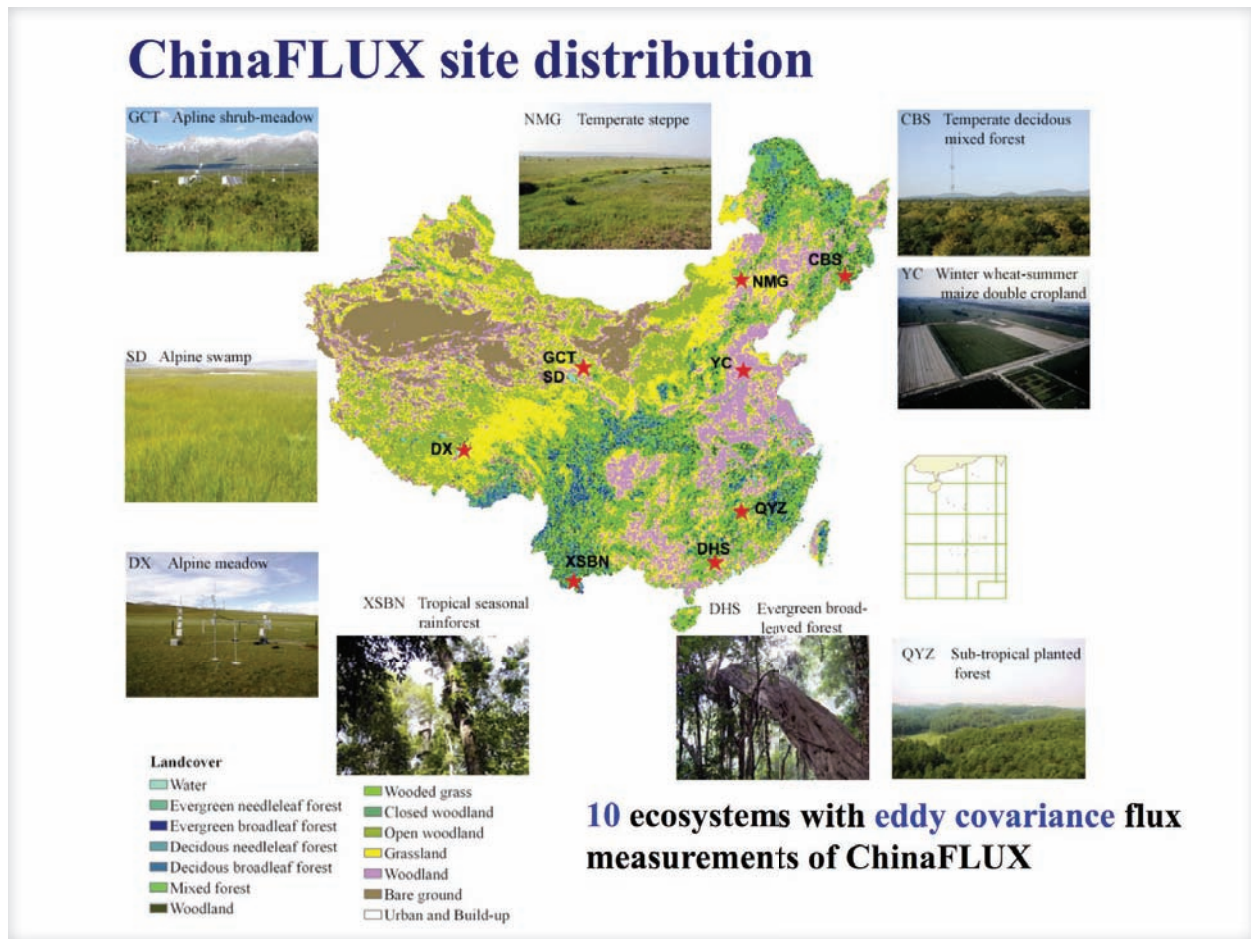 ChinaFLUX site distribution
GCT Apline shrub-meadow
NMG Temperate steppe
CBS Temperate decidous
mixed forest
YC Winter wheat-summer
maize double cropland
SD Alpine swamp
CBS
NMG
GCT
SD
YC
DX
QYZ
DHS
XSBN
DX Alpine meadow
XSBN Tropical seasonal
rainforest
DHS Evergreen broad-
leaved forest
QYZ Sub-tropical planted
forest
Landcover
Water
Evergreen needleleaf forest
Evergreen broadleaf forest
Decidous needleleaf forest
Decidous broadleaf forest
Mixed forest
Woodland
Wooded grass
Closed woodland
Open woodland
Grassland
Woodland
Bare ground
Urban and Build-up
10 ecosystems with eddy covariance flux
measurements of ChinaFLUX